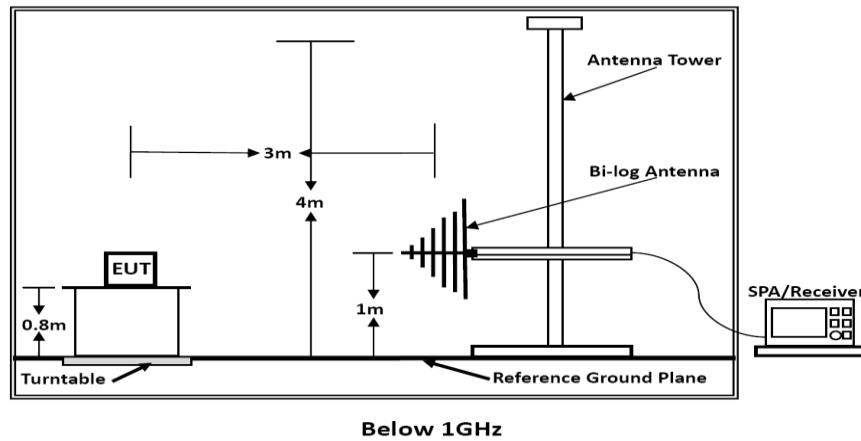 Antenna Tower
3m
Bi-log Antenna
4m
EUT
SPA/Receiver
0.8m
1m
Turntable
Reference Ground Plane
Below 1GHz